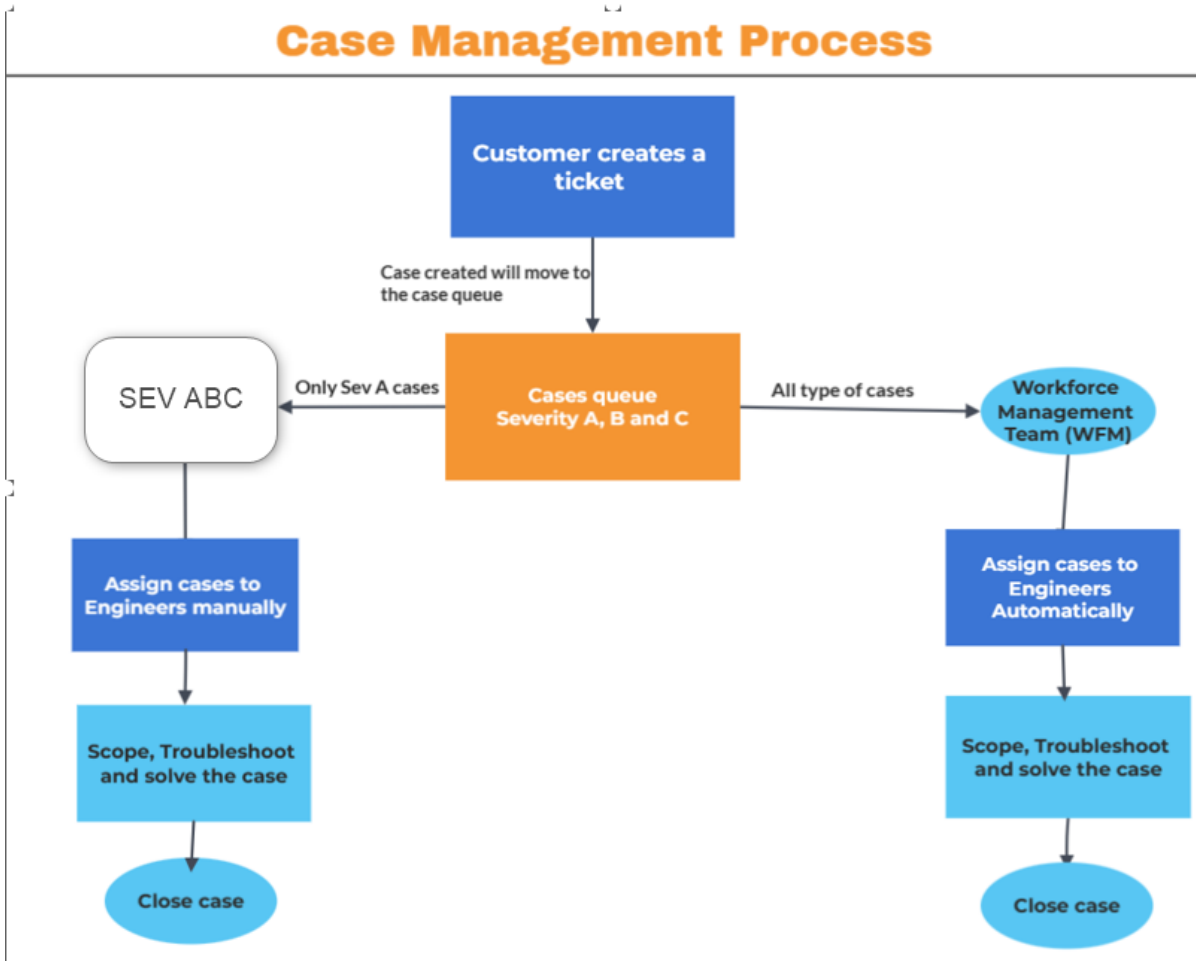 Case Management Process
Customer creates a
ticket
Case created will move to
the case queue
SEV ABC
Only Sev A cases
Cases queue
Severity A, B and C
All type of cases
Workforce
Management
Team (WFM)
Assign cases to
Engineers manually
Assign cases to
Engineers
Automatically
Scope, Troubleshoot
and solve the case
Scope, Troubleshoot
and solve the case
Close case
Close case